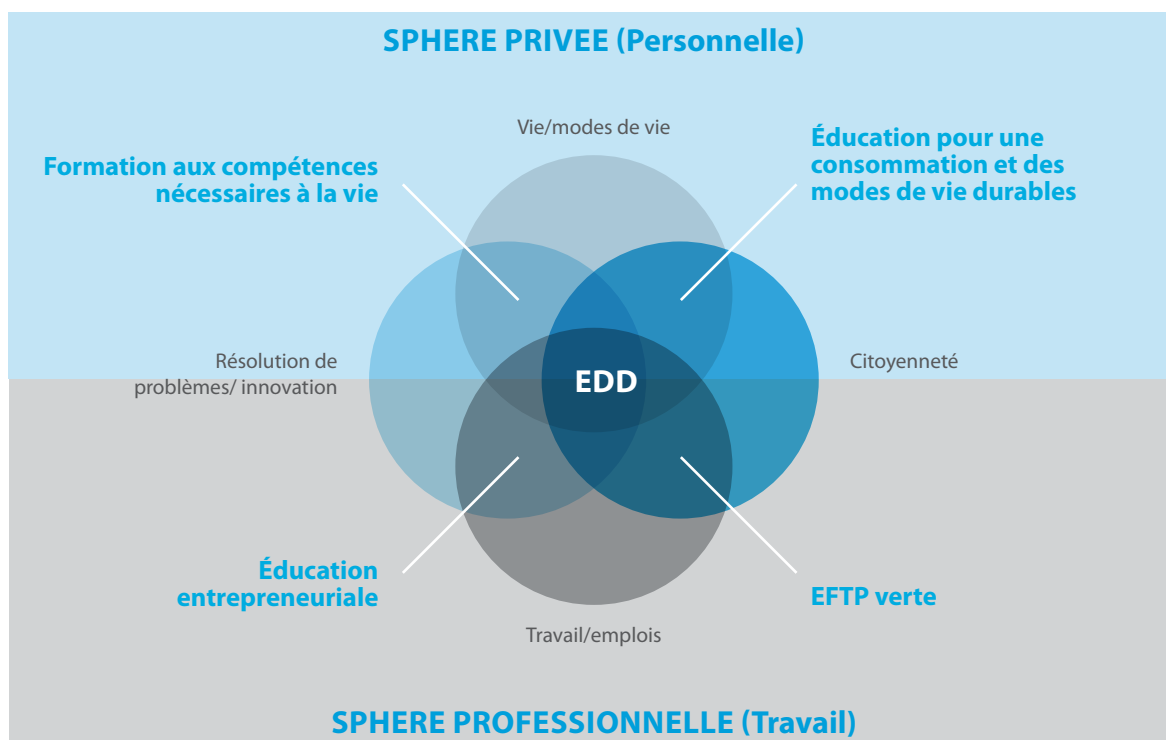 SPHERE PRIVEE (Personnelle)
Vie/modes de vie
Formation aux compétences
nécessaires à la vie
Éducation pour une
consommation et des
modes de vie durables
Résolution de
problèmes/ innovation
EDD
Citoyenneté
Éducation
entrepreneuriale
EFTP verte
Travail/emplois
SPHERE PROFESSIONNELLE (Travail)